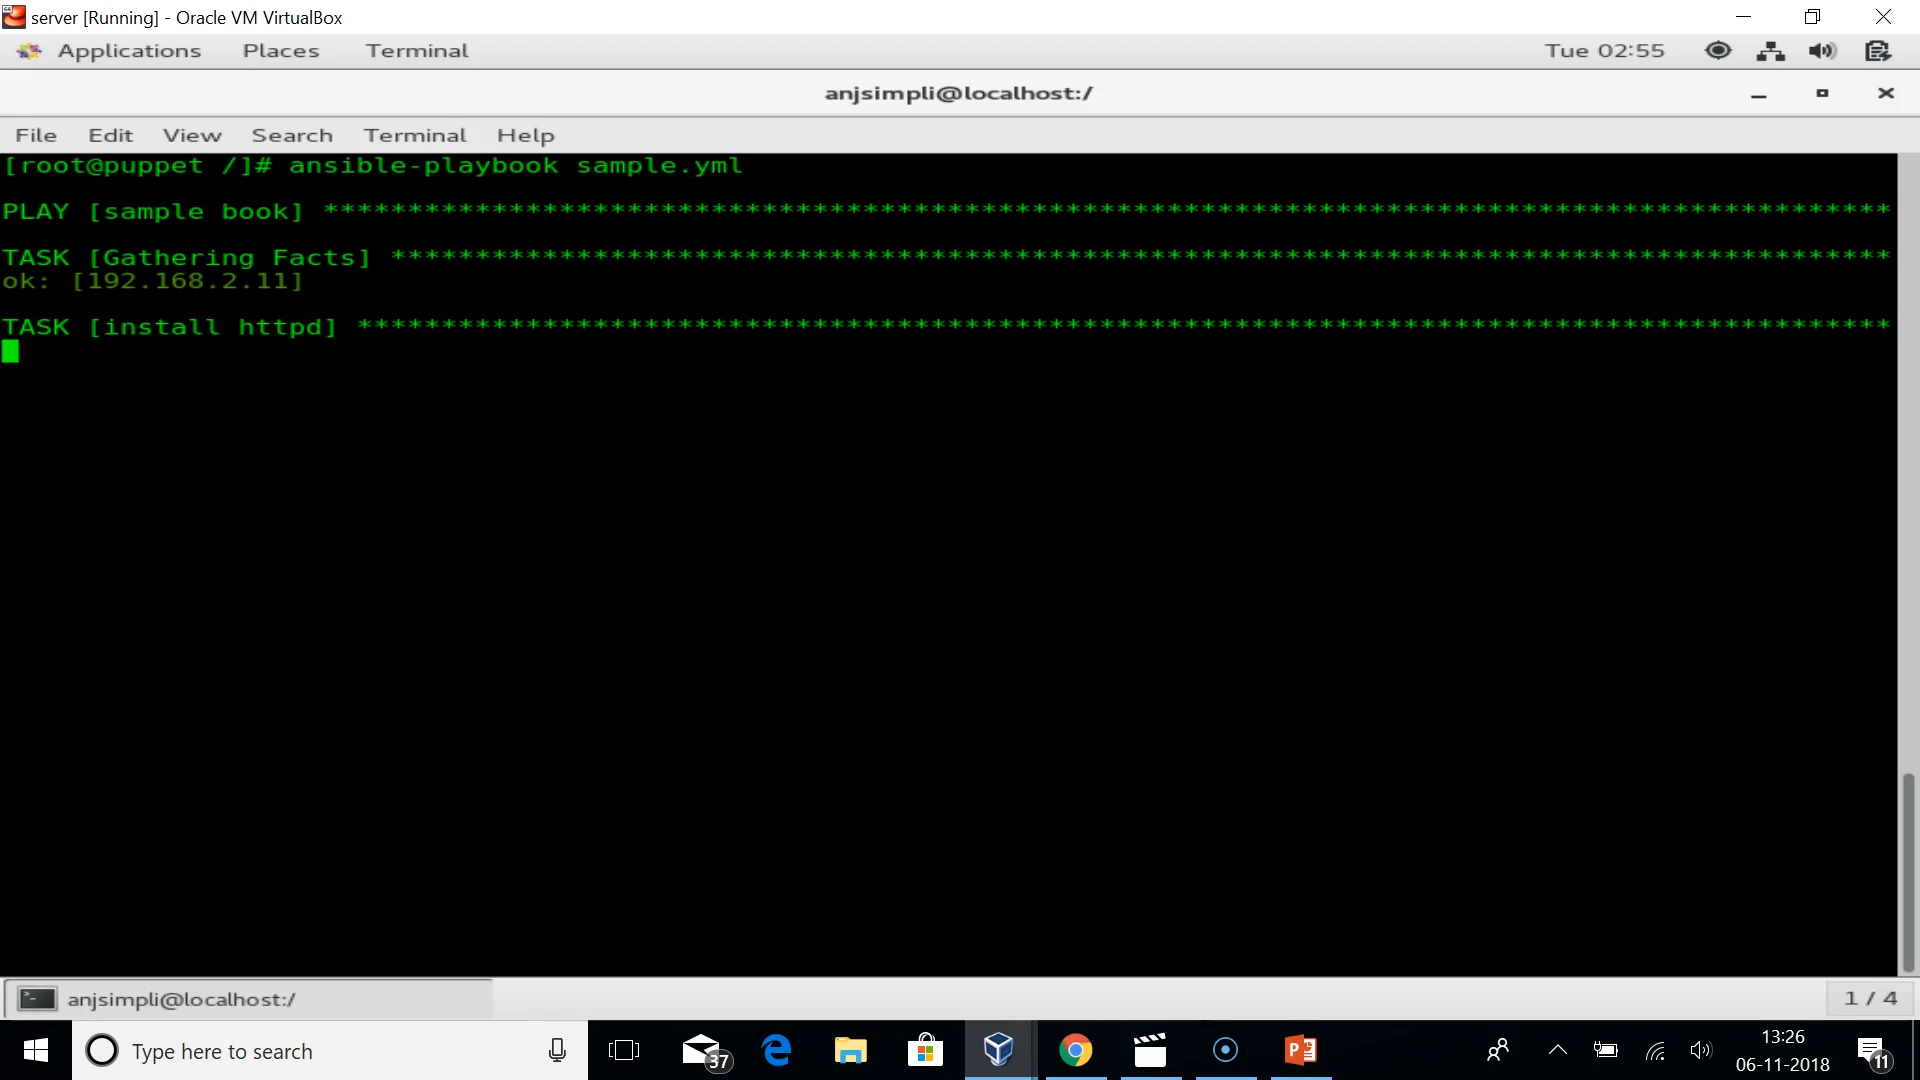 server [Running] - Oracle VM VirtualBox
Applications Places Terminal Tue 02:55
anjsimpli@localhost:/
File Edit View Search Terminal Help
[root@puppet /]# ansible-playbook sample.yml
PLAY [sample book] *********************************************************************************************
TASK [Gathering Facts] *****************************************************************************************
ok: [192.168.2.11]
TASK [install httpd] *******************************************************************************************
anjsimpli@localhost:/ 1 / 4
Type here to search 37 13:26
06-11-2018 11